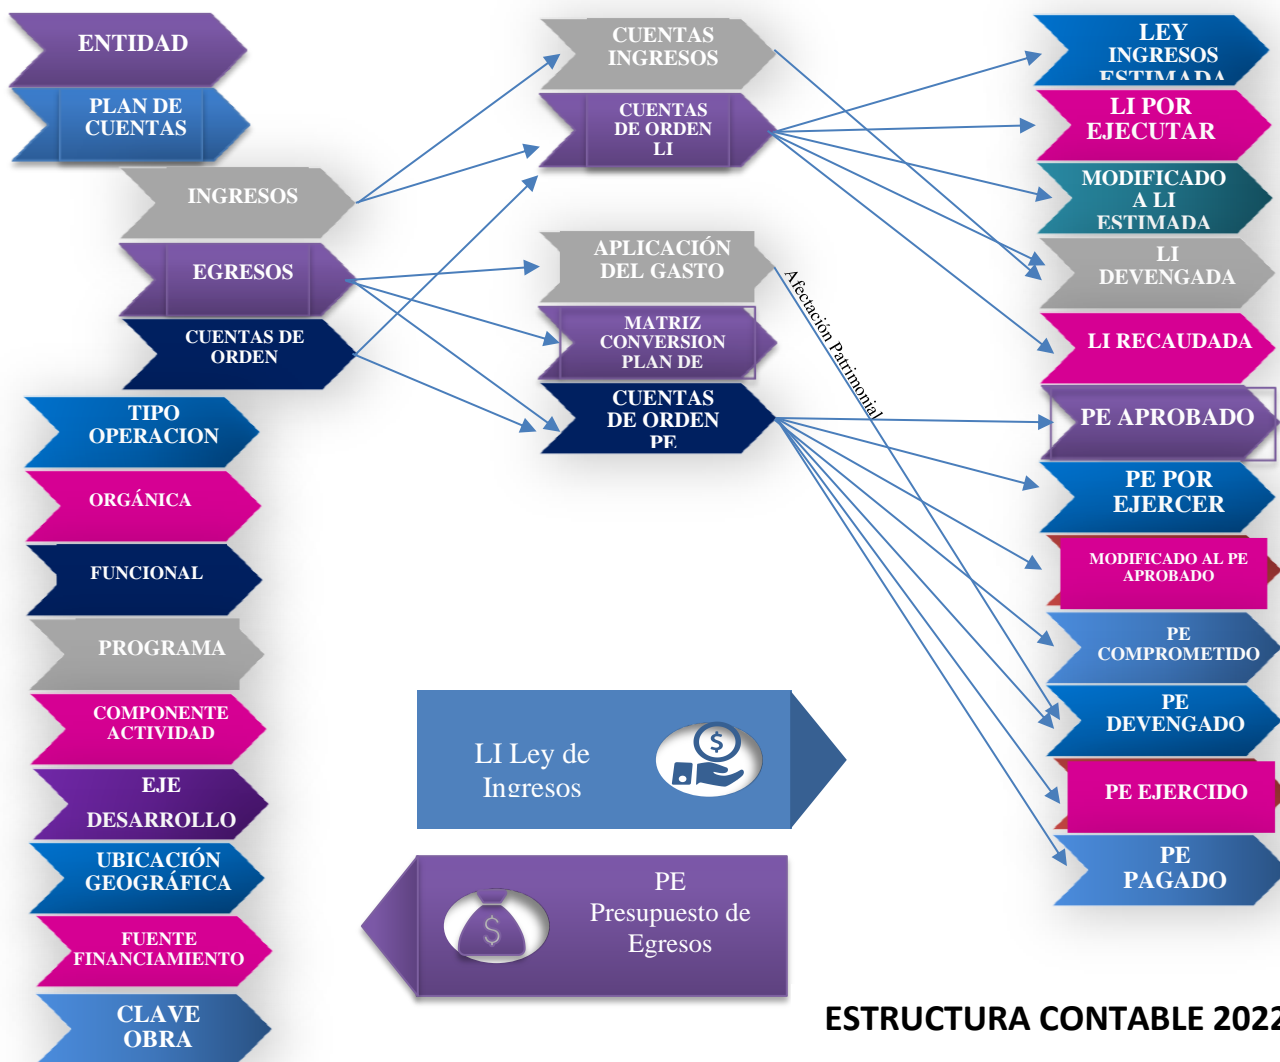 ENTIDAD
PLAN DE
CUENTAS
INGRESOS
EGRESOS
CUENTAS DE
ORDEN
TIPO
OPERACION
ORGÁNICA
FUNCIONAL
PROGRAMA
COMPONENTE
ACTIVIDAD
EJE
DESARROLLO
UBICACIÓN
GEOGRÁFICA
FUENTE
FINANCIAMIENTO
CLAVE
OBRA
CUENTAS
INGRESOS
CUENTAS
DE ORDEN
LI
APLICACIÓN
DEL GASTO
MATRIZ
CONVERSION
PLAN DE
CUENTAS
DE ORDEN
PE
Afectación Patrimonial
LEY
INGRESOS
ESTIMADA
LI POR
EJECUTAR
MODIFICADO
A LI
ESTIMADA
LI
DEVENGADA
LI RECAUDADA
PE APROBADO
PE POR
EJERCER
MODIFICADO AL PE
APROBADO
PE
COMPROMETIDO
PE
DEVENGADO
PE EJERCIDO
PE
PAGADO
LI Ley de
Ingresos
PE
Presupuesto de
Egresos
ESTRUCTURA CONTABLE 2022